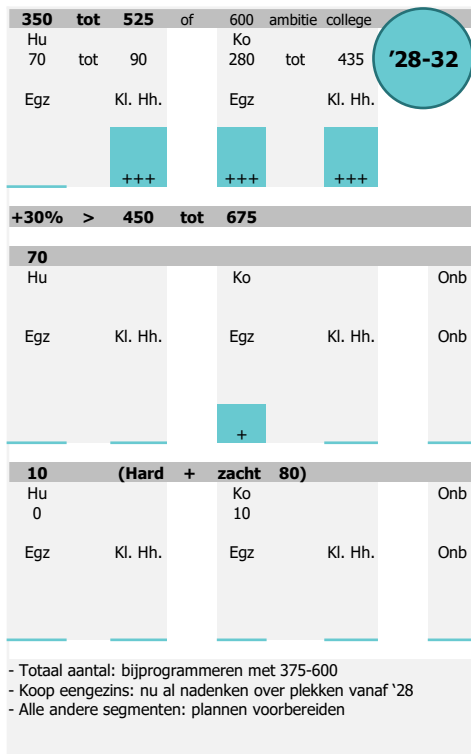 350 tot 525 of 600 ambitie college
'28-32
Hu Ko
70 tot 90 280 tot 435
Egz Kl. Hh. Egz Kl. Hh.
+++ +++ +++
+30% > 450 tot 675
70
Hu Ko Onb
Egz Kl. Hh. Egz Kl. Hh. Onb
+
10 (Hard + zacht 80)
Hu Ko Onb
0 10
Egz Kl. Hh. Egz Kl. Hh. Onb
- Totaal aantal: bijprogrammeren met 375-600
- Koop eengezins: nu al nadenken over plekken vanaf '28
- Alle andere segmenten: plannen voorbereiden